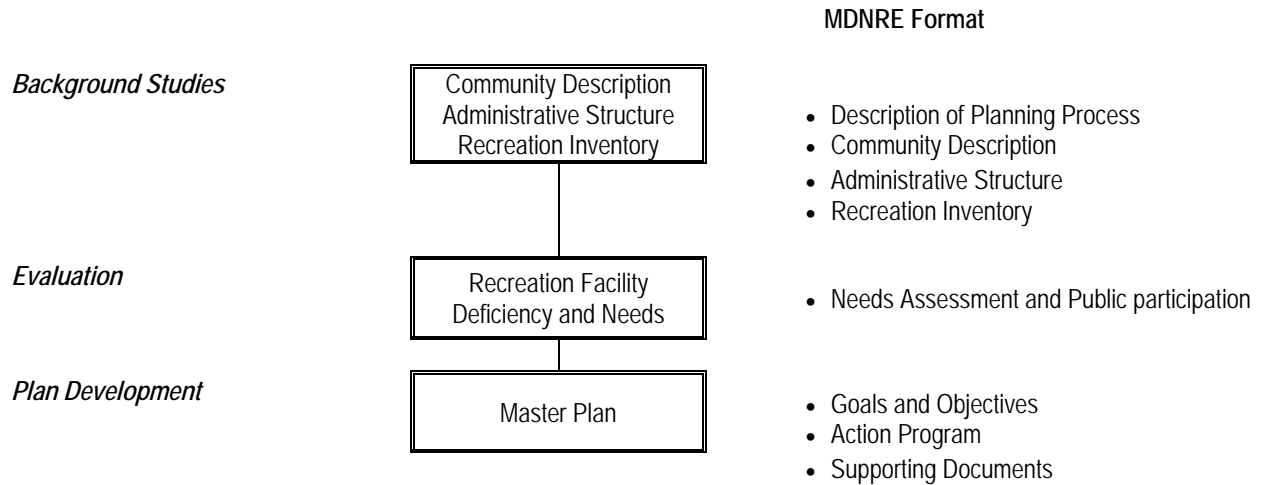 MDNRE Format
Background Studies
Community Description
Administrative Structure
Recreation Inventory
• Description of Planning Process
• Community Description
• Administrative Structure
• Recreation Inventory
Evaluation
Recreation Facility
Deficiency and Needs
• Needs Assessment and Public participation
Plan Development
Master Plan
• Goals and Objectives
• Action Program
• Supporting Documents